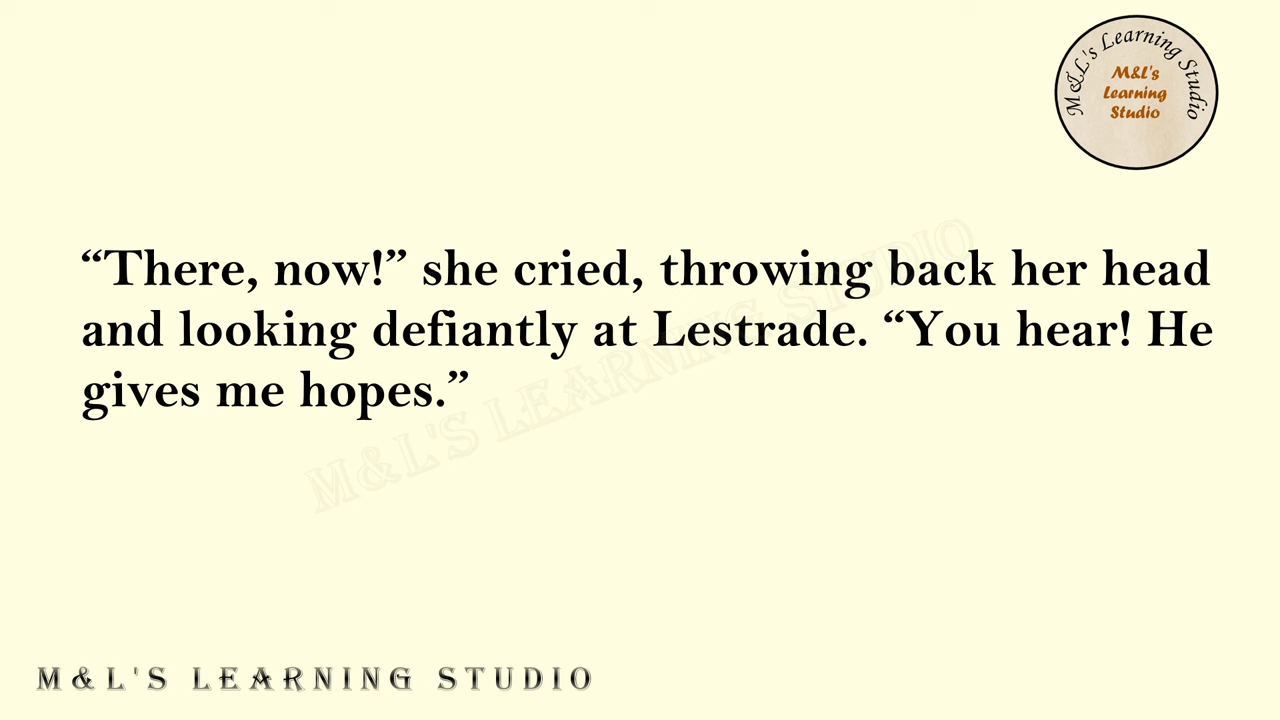 M&L's Learning Studio
M&L's
Learning
Studio
“There, now!” she cried, throwing back her head
and looking defiantly at Lestrade. “You hear! He
gives me hopes.”
M&L'S LEARNING STUDIO
M&L'S LEARNING STUDIO